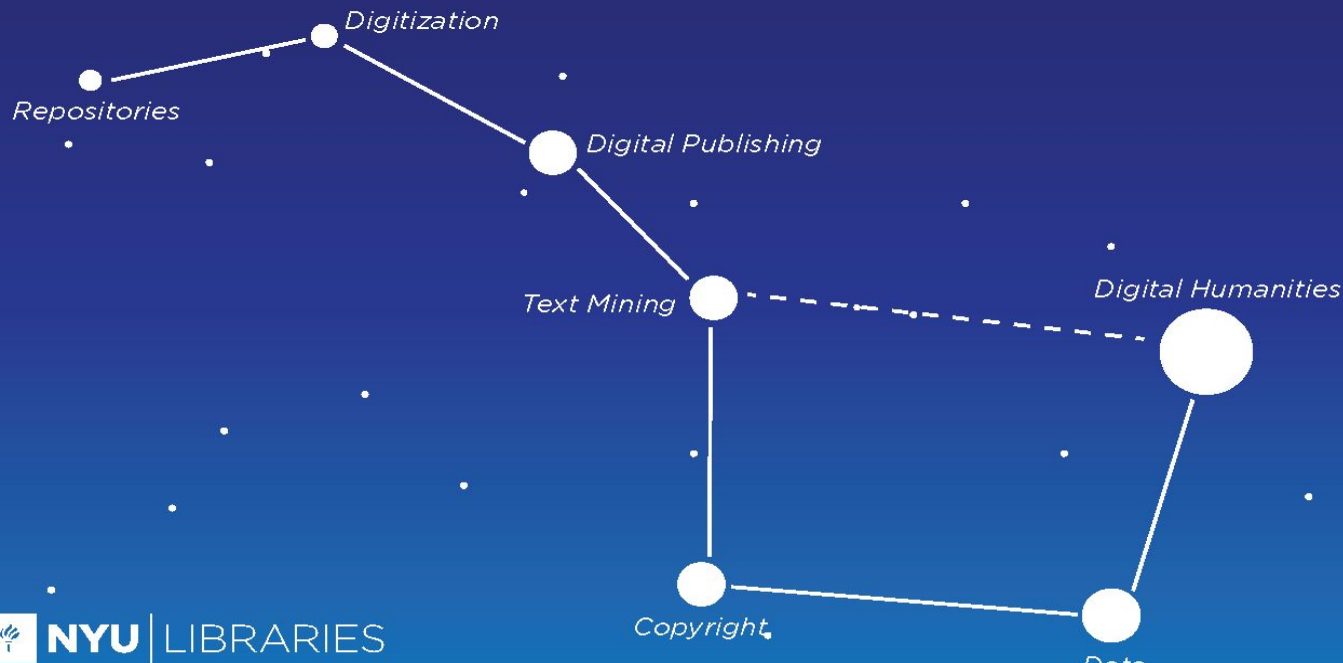 Digitization
Repositories
Digital Publishing
Digital Humanities
Text Mining
Copyright
NYU LIBRARIES